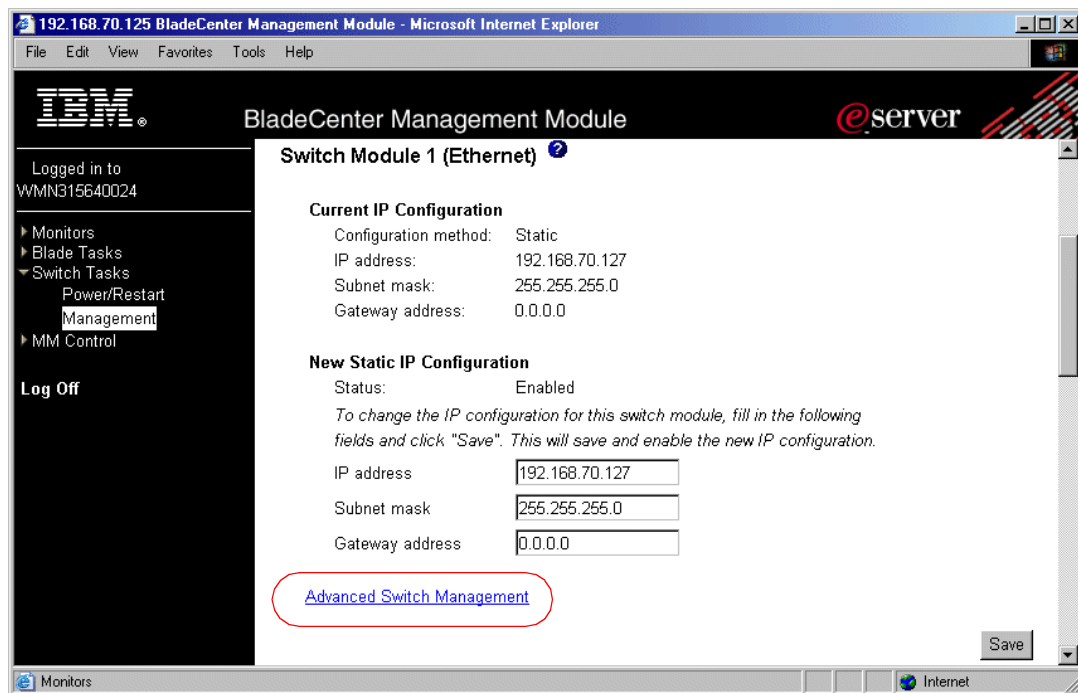 192.168.70.125 BladeCenter Management Module - Microsoft Internet Explorer
File Edit View Favorites Tools Help
IBM®
BladeCenter Management Module
eserver
Logged in to
WMN315640024
Monitors
Blade Tasks
Switch Tasks
Power/Restart
Management
MM Control
Log Off
Switch Module 1 (Ethernet) ?
Current IP Configuration
Configuration method: Static
IP address: 192.168.70.127
Subnet mask: 255.255.255.0
Gateway address: 0.0.0.0
New Static IP Configuration
Status: Enabled
To change the IP configuration for this switch module, fill in the following
fields and click "Save". This will save and enable the new IP configuration.
IP address 192.168.70.127
Subnet mask 255.255.255.0
Gateway address 0.0.0.0
Advanced Switch Management
Save
Monitors Internet